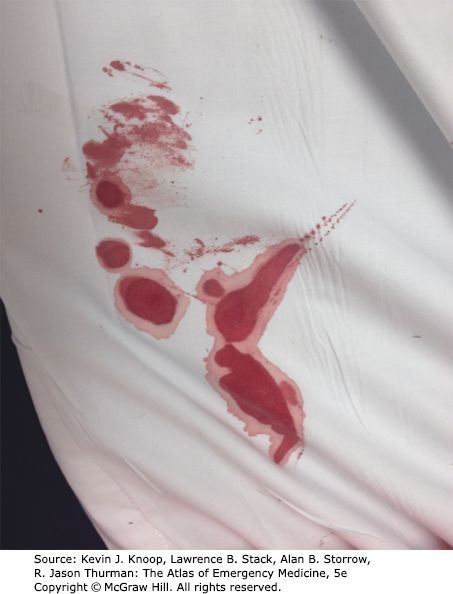 Source: Kevin J. Knoop, Lawrence B. Stack, Alan B. Storrow,
R. Jason Thurman: The Atlas of Emergency Medicine, 5e
Copyright © McGraw Hill. All rights reserved.